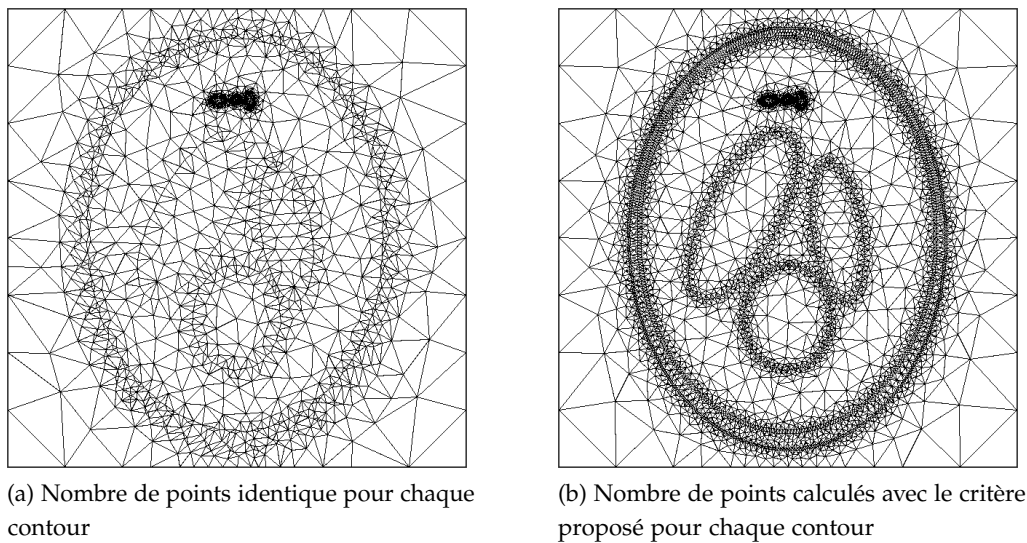 (a) Nombre de points identique pour chaque
contour
(b) Nombre de points calculés avec le critère
proposé pour chaque contour